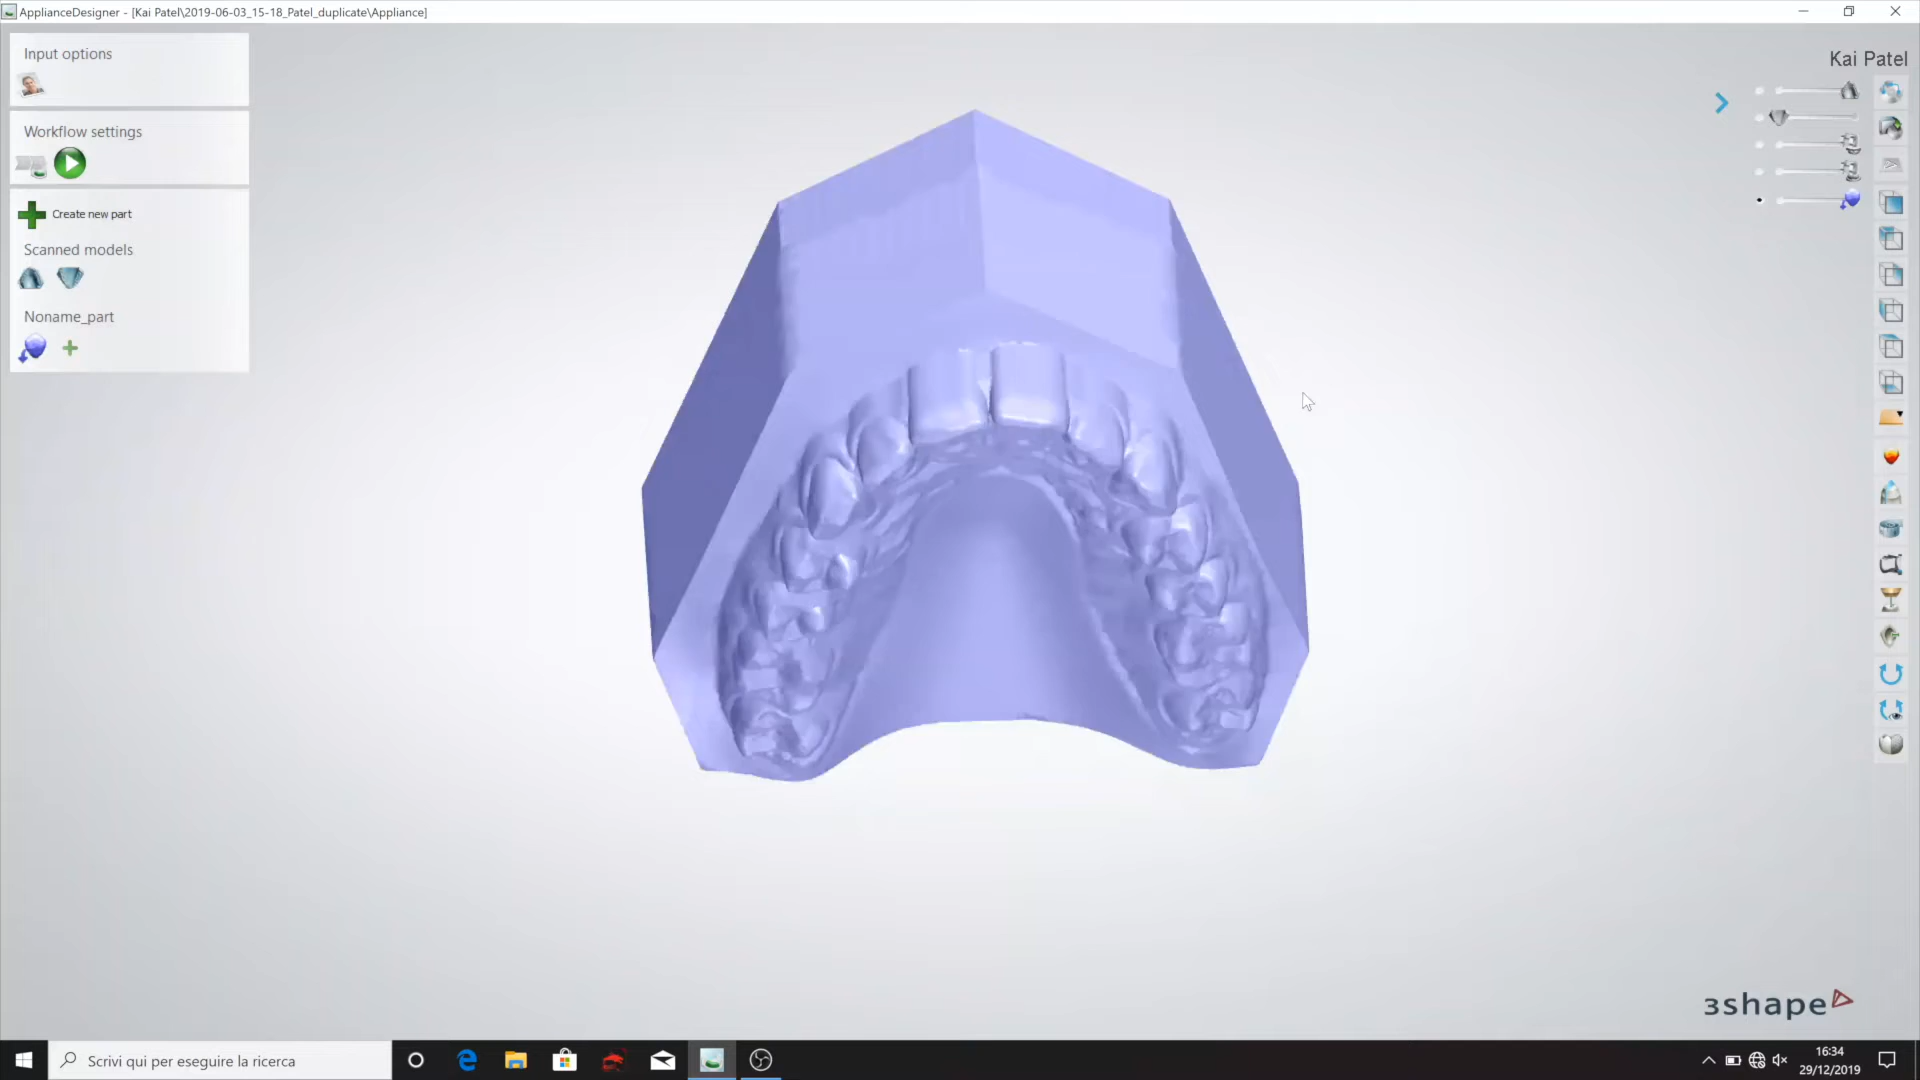 ApplianceDesigner - [Kai Patel\2019-06-03_15-18_Patel_duplicate\Appliance]
Input options
Workflow settings
Create new part
Scanned models
Noname_part
Kai Patel
3shape
Scrivi qui per eseguire la ricerca
16:34
29/12/2019